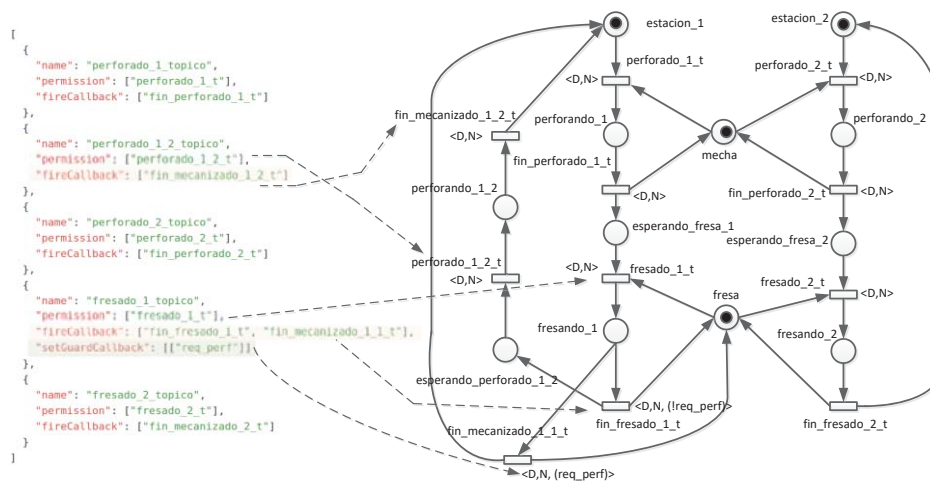 [
{
"name": "perforado_1_topico",
"permission": ["perforado_1_t"],
"fireCallback": ["fin_perforado_1_t"]
},
{
"name": "perforado_1_2_topico",
"permission": ["perforado_1_2_t"],
"fireCallback": ["fin_mecanizado_1_2_t"]
},
{
"name": "perforado_2_topico",
"permission": ["perforado_2_t"],
"fireCallback": ["fin_perforado_2_t"]
},
{
"name": "fresado_1_topico",
"permission": ["fresado_1_t"],
"fireCallback": ["fin_fresado_1_t", "fin_mecanizado_1_1_t"],
"setGuardCallback": [["req_perf"]]
},
{
"name": "fresado_2_topico",
"permission": ["fresado_2_t"],
"fireCallback": ["fin_mecanizado_2_t"]
}
]
estacion_1
estacion_2
perforado_1_t
perforado_2_t
<D,N>
<D,N>
fin_mecanizado_1_2_t
perforando_1
perforando_2
<D,N>
mecha
fin_perforado_1_t
perforando_1_2
<D,N>
fin_perforado_2_t
<D,N>
esperando_fresa_1
esperando_fresa_2
perforado_1_2_t
<D,N>
<D,N>
fresado_1_t
fresado_2_t
fresa
<D,N>
fresando_1
fresando_2
esperando_perforado_1_2
<D,N, (!req_perf)>
fin_mecanizado_1_1_t
fin_fresado_1_t
fin_fresado_2_t
<D,N, (req_perf)>